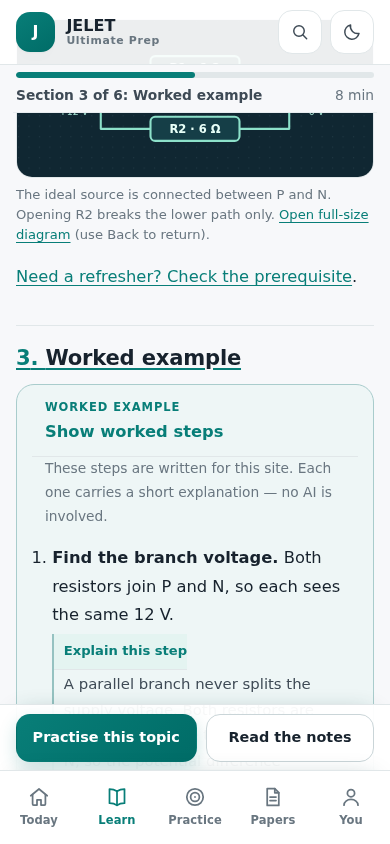 J
JELET
Ultimate Prep
Section 3 of 6: Worked example
8 min
R2 · 6 Ω
The ideal source is connected between P and N.
Opening R2 breaks the lower path only. Open full-size
diagram (use Back to return).
Need a refresher? Check the prerequisite.
3. Worked example
WORKED EXAMPLE
Show worked steps
These steps are written for this site. Each
one carries a short explanation — no AI is
involved.
1. Find the branch voltage. Both
resistors join P and N, so each sees
the same 12 V.
Explain this step
A parallel branch never splits the
Practise this topic
Read the notes
Today
Learn
Practice
Papers
You